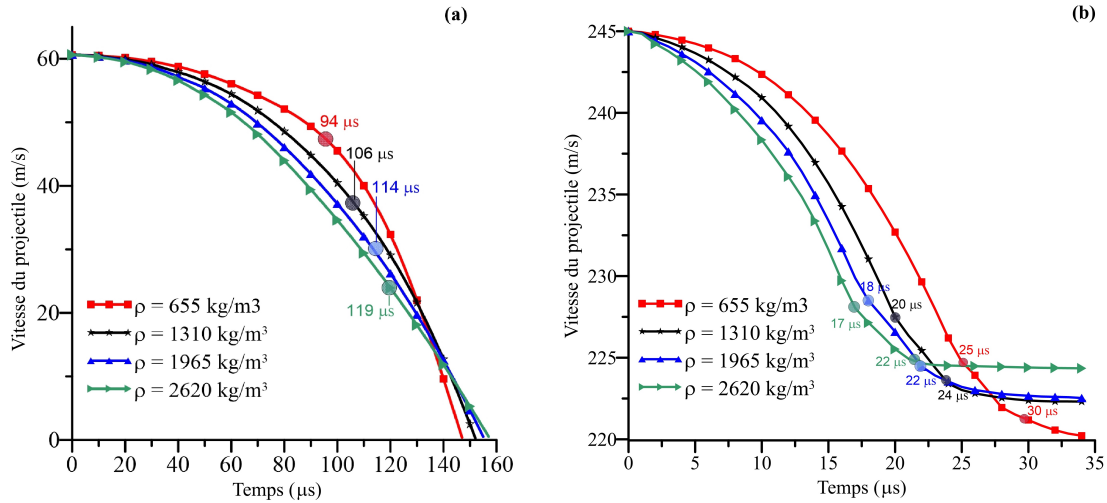 (a)
Vitesse du projectile (m/s)
60
40
20
0
94 µs
106 µs
114 µs
119 µs
ρ = 655 kg/m3
ρ = 1310 kg/m³
ρ = 1965 kg/m³
ρ = 2620 kg/m³
0 20 40 60 80 100 120 140 160
Temps (µs)
(b)
Vitesse du projectile (m/s)
245
240
235
230
225
220
18 µs
20 µs
17 µs
25 µs
22 µs
22 µs
24 µs
30 µs
ρ = 655 kg/m3
ρ = 1310 kg/m³
ρ = 1965 kg/m³
ρ = 2620 kg/m³
0 5 10 15 20 25 30 35
Temps (µs)